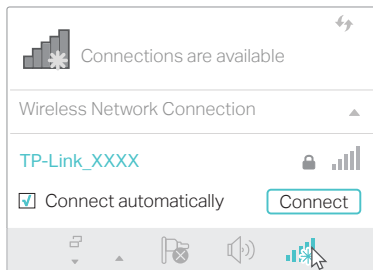 Connections are available
Wireless Network Connection
TP-Link_XXXX
Connect automatically
Connect